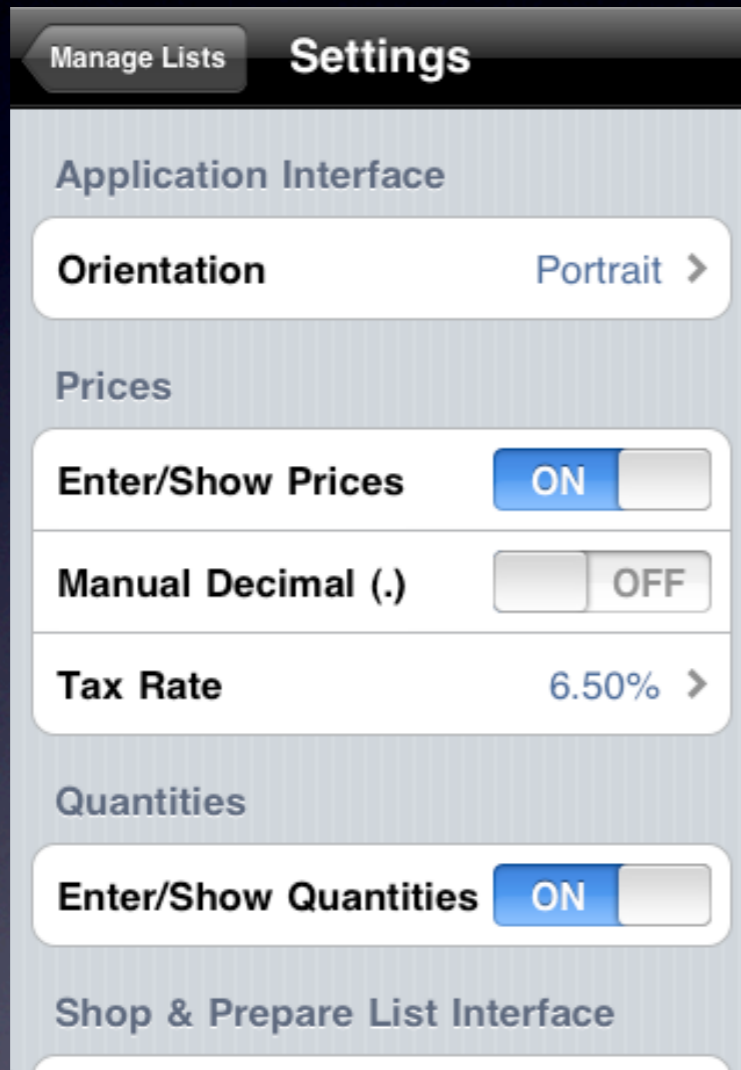 Manage Lists Settings
Application Interface
Orientation Portrait
Prices
Enter/Show Prices ON
Manual Decimal (.) OFF
Tax Rate 6.50%
Quantities
Enter/Show Quantities ON
Shop & Prepare List Interface